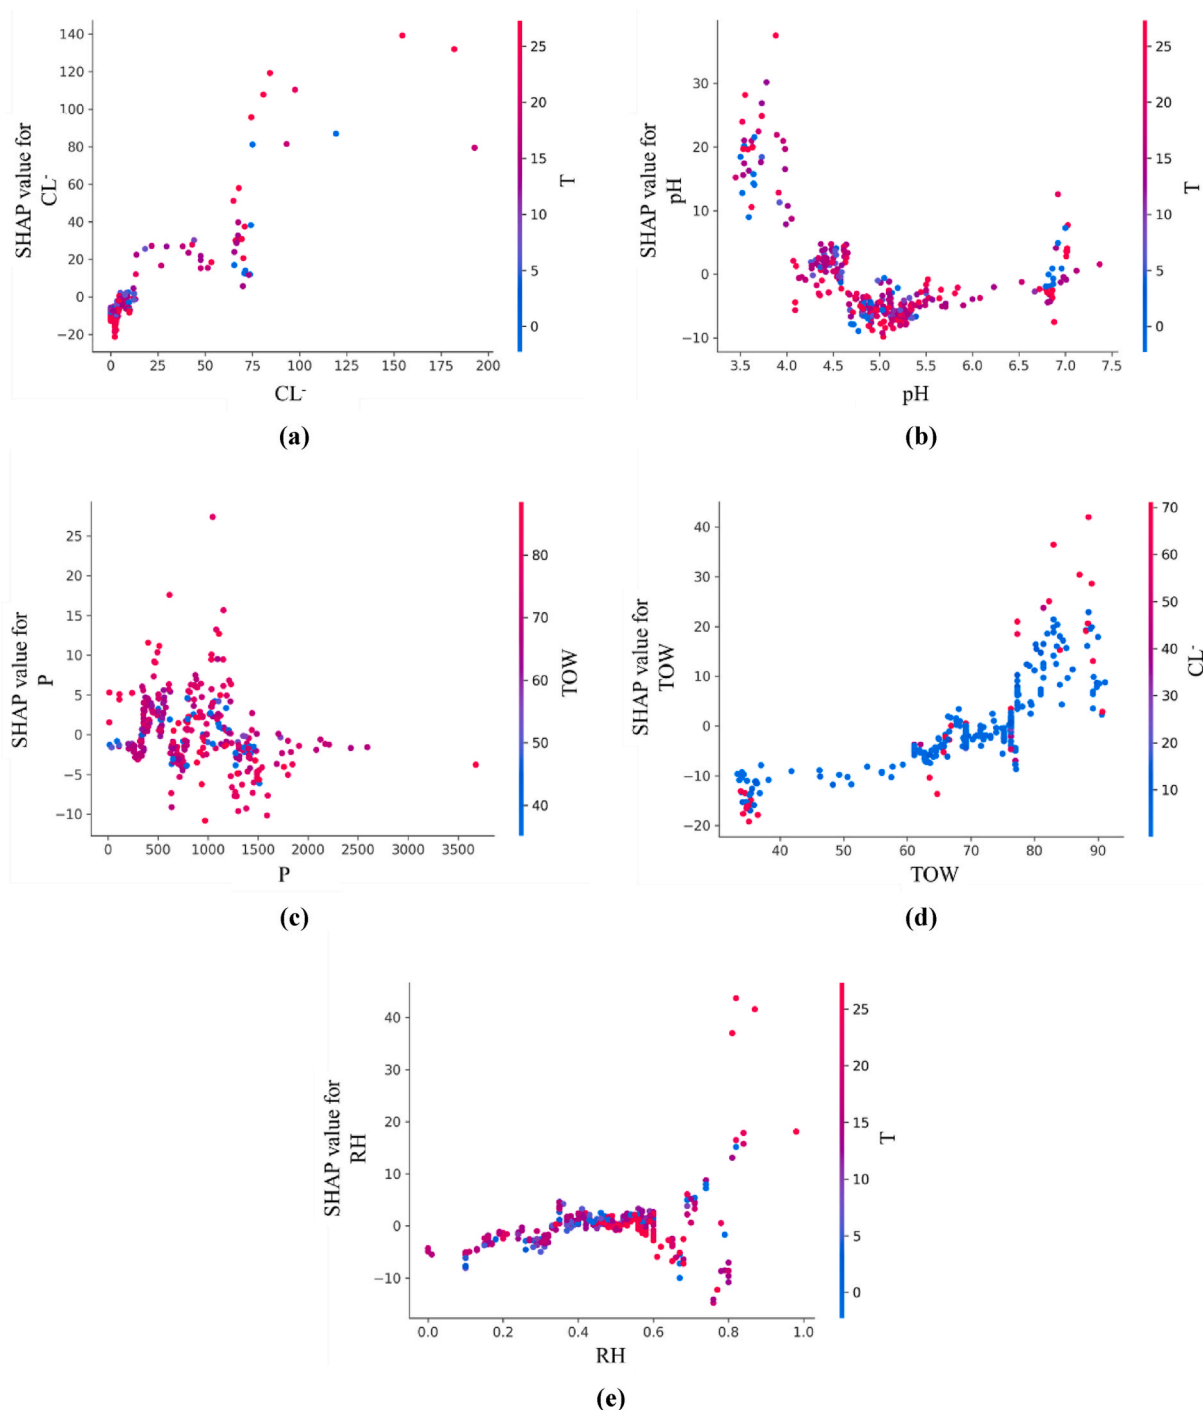 140
120
100
80
60
40
20
0
−20
0 25 50 75 100 125 150 175 200
SHAP value for
CL-
CL-
25
20
15
10
5
0
T
(a)
30
20
10
0
−10
3.5 4.0 4.5 5.0 5.5 6.0 6.5 7.0 7.5
SHAP value for
pH
pH
25
20
15
10
5
0
T
(b)
25
20
15
10
5
0
−5
−10
0 500 1000 1500 2000 2500 3000 3500
SHAP value for
P
P
80
70
60
50
40
TOW
(c)
40
30
20
10
0
−10
−20
40 50 60 70 80 90
SHAP value for
TOW
TOW
70
60
50
40
30
20
10
CL-
(d)
40
30
20
10
0
−10
0.0 0.2 0.4 0.6 0.8 1.0
SHAP value for
RH
RH
25
20
15
10
5
0
T
(e)